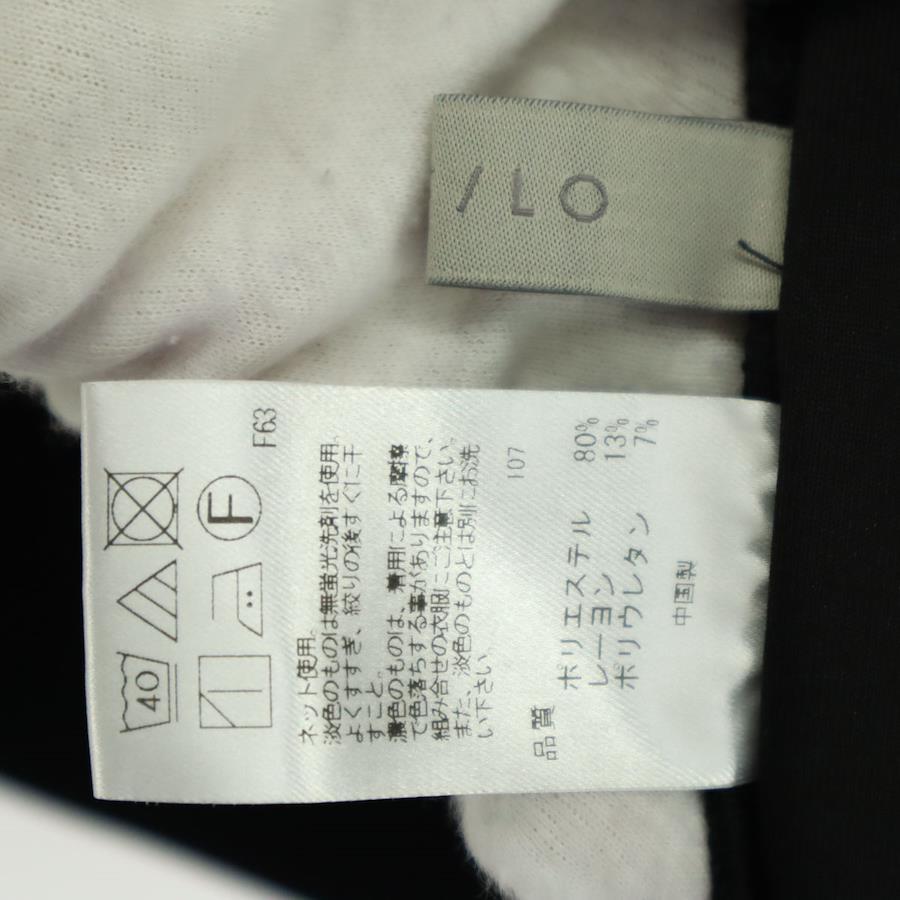 / L O
40
F
F63
ネット使用。
淡色のものは無蛍光洗剤を使用。
よくすすぎ、絞りの後すぐに干
すこと。
濃色のものは、着用による摩擦
で色落ちする事がありますので、
組み合せの衣服にご注意下さい。
また、淡色のものとは別にお洗
い下さい。
107
品質
ポリエステル 80%
レーヨン 13%
ポリウレタン 7%
中国製